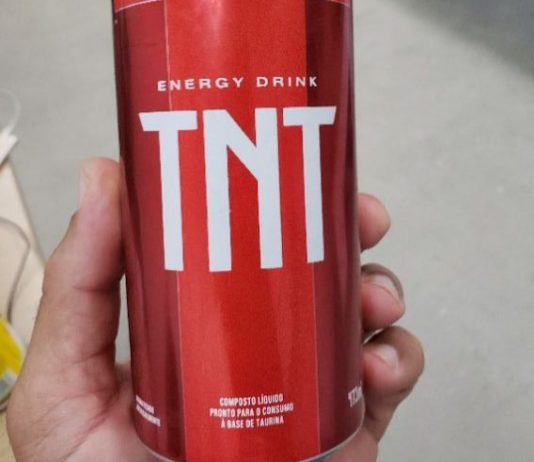 ENERGY DRINK
TNT
COMPOSTO LÍQUIDO
PRONTO PARA O CONSUMO
À BASE DE TAURINA